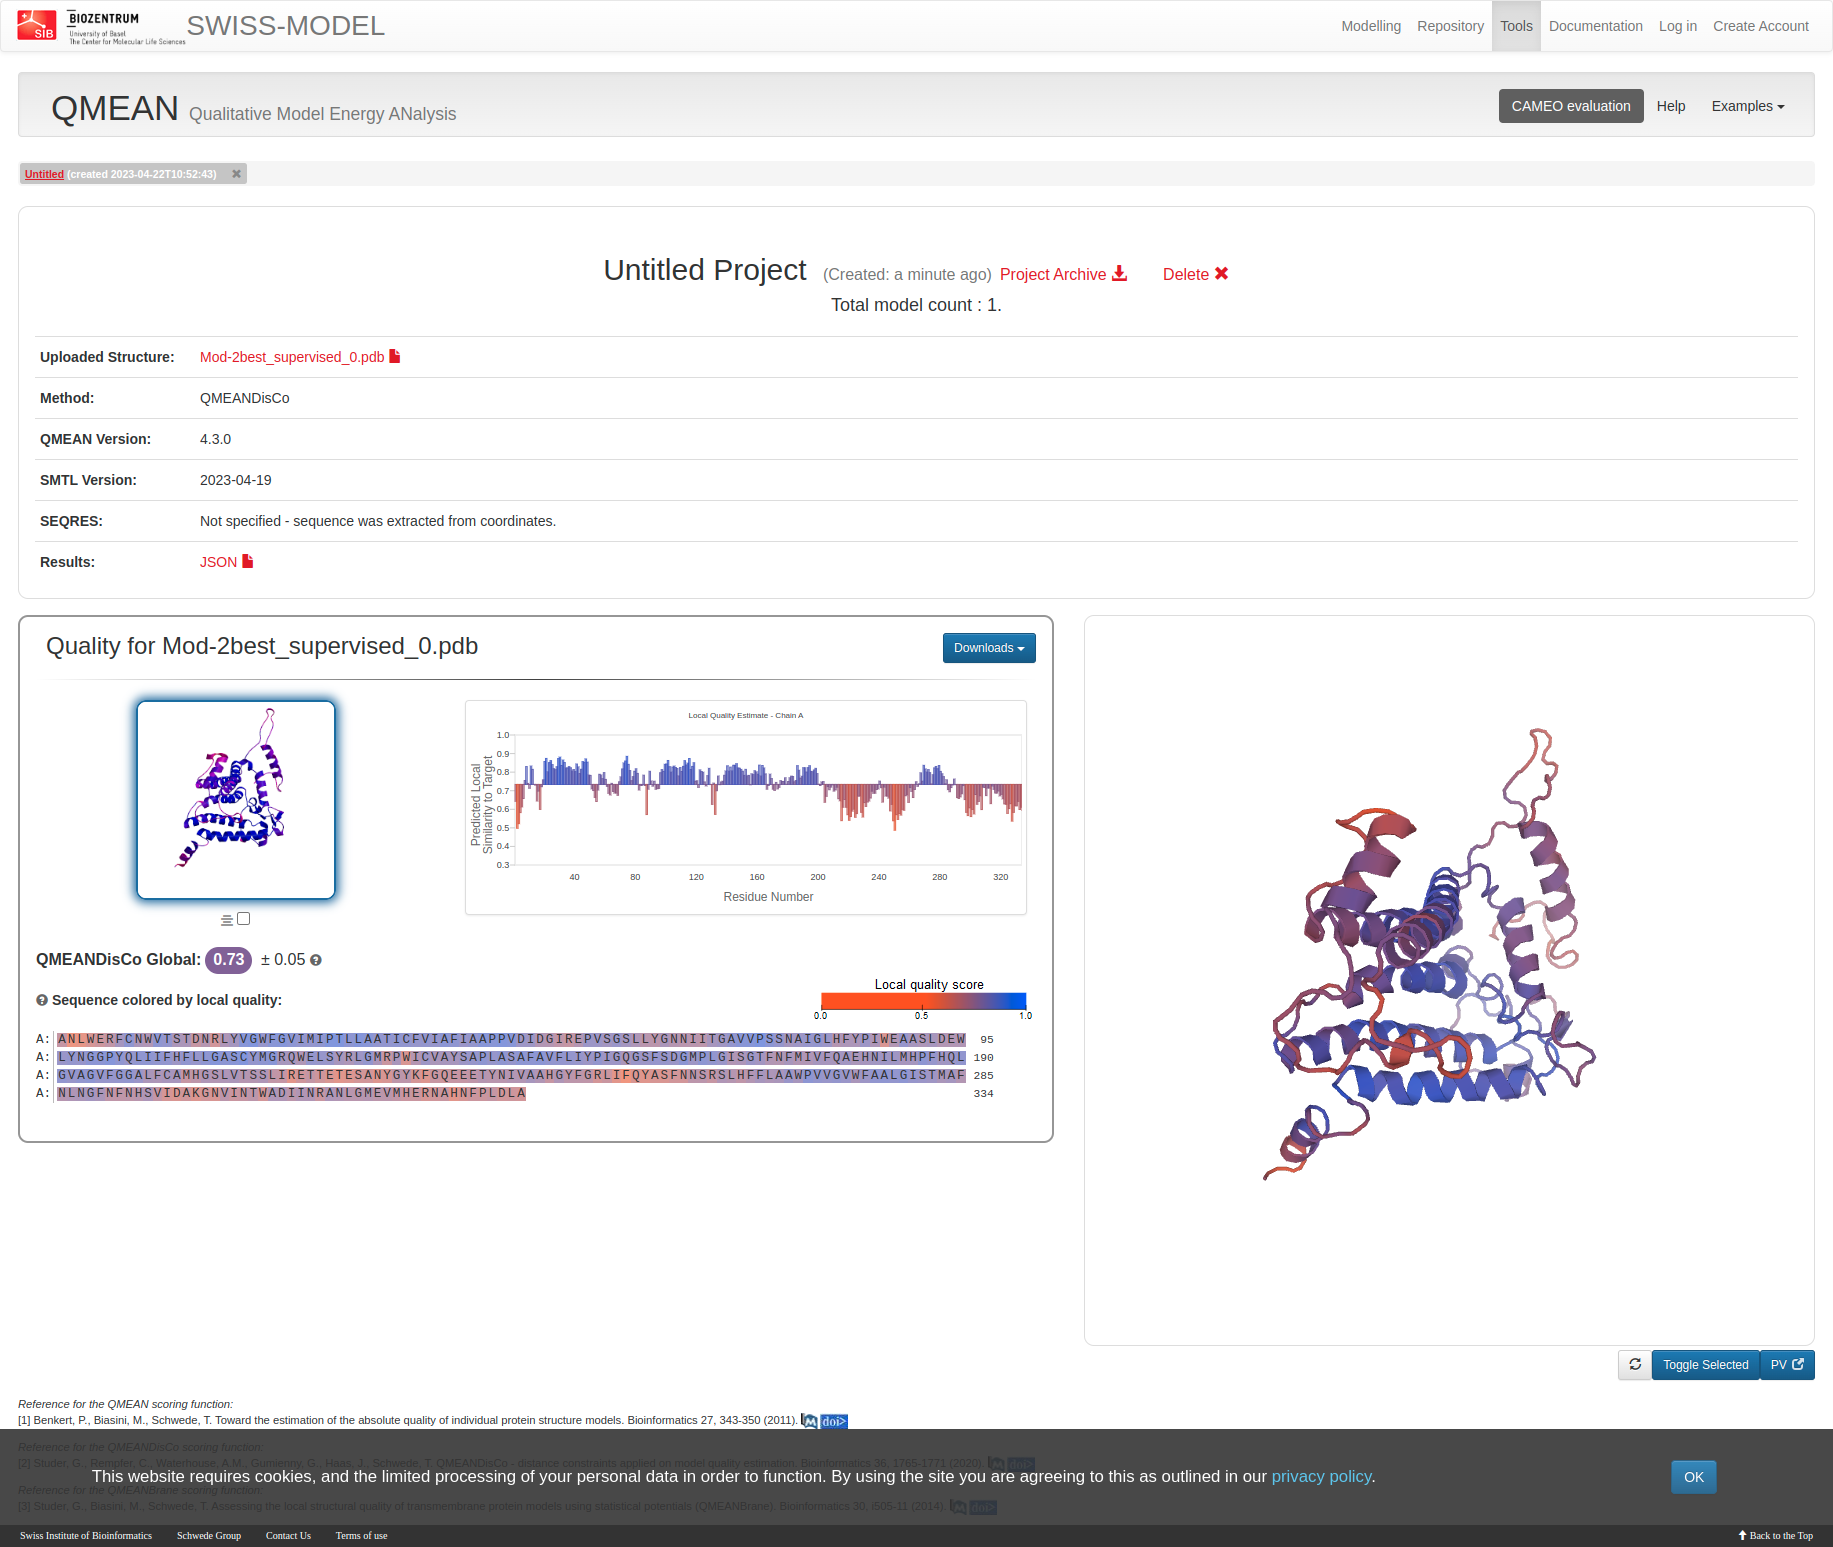 SIB
BIOZENTRUM
University of Basel
The Center for Molecular Life Sciences
SWISS-MODEL
Modelling Repository Tools Documentation Log in Create Account
QMEAN Qualitative Model Energy ANalysis
CAMEO evaluation Help Examples
Untitled (created 2023-04-22T10:52:43)
Untitled Project (Created: a minute ago) Project Archive Delete
Total model count : 1.
Uploaded Structure: Mod-2best_supervised_0.pdb
Method: QMEANDisCo
QMEAN Version: 4.3.0
SMTL Version: 2023-04-19
SEQRES: Not specified - sequence was extracted from coordinates.
Results: JSON
Quality for Mod-2best_supervised_0.pdb
Downloads
Local Quality Estimate - Chain A
Predicted Local
Similarity to Target
1.0
0.9
0.8
0.7
0.6
0.5
0.4
0.3
40 80 120 160 200 240 280 320
Residue Number
QMEANDisCo Global: 0.73 ± 0.05
Sequence colored by local quality:
Local quality score
0.0 0.5 1.0
A: ANLWERFCNWVTSTDNRLYVGWFGVIMIPTLLAATICFVIAFIAAPPVDIDGIREPVSGSLLYGNNIITGAVVPSSNAIGLHFYPIWEAASLDEW 95
A: LYNGGPYQLIIFHFLLGASCYMGRQWELSYRLGMRPWICVAYSAPLASAFAVFLIYPIGQGSFSDGMPLGISGTFNFMIVFQAEHNILMHPFHQL 190
A: GVAGVFGGALFCAMHGSLVTSSLIRETTETESANYGYKFGQEEETYNIVAAHGYFGRLIFQYASFNNSRSLHFFLAAWPVVGVWFAALGISTMAF 285
A: NLNGFNFNHSVIDAKGNVINTWADIINRANLGMEVMHERNAHNFPLDLA 334
Toggle Selected PV
Reference for the QMEAN scoring function:
[1] Benkert, P., Biasini, M., Schwede, T. Toward the estimation of the absolute quality of individual protein structure models. Bioinformatics 27, 343-350 (2011). doi>
Reference for the QMEANDisCo scoring function:
[2] Studer, G., Rempfer, C., Waterhouse, A.M., Gumienny, G., Haas, J., Schwede, T. QMEANDisCo - distance constraints applied on model quality estimation. Bioinformatics 36, 1765-1771 (2020). doi>
This website requires cookies, and the limited processing of your personal data in order to function. By using the site you are agreeing to this as outlined in our privacy policy.
OK
Reference for the QMEANBrane scoring function:
[3] Studer, G., Biasini, M., Schwede, T. Assessing the local structural quality of transmembrane protein models using statistical potentials (QMEANBrane). Bioinformatics 30, i505-11 (2014). doi>
Swiss Institute of Bioinformatics Schwede Group Contact Us Terms of use Back to the Top